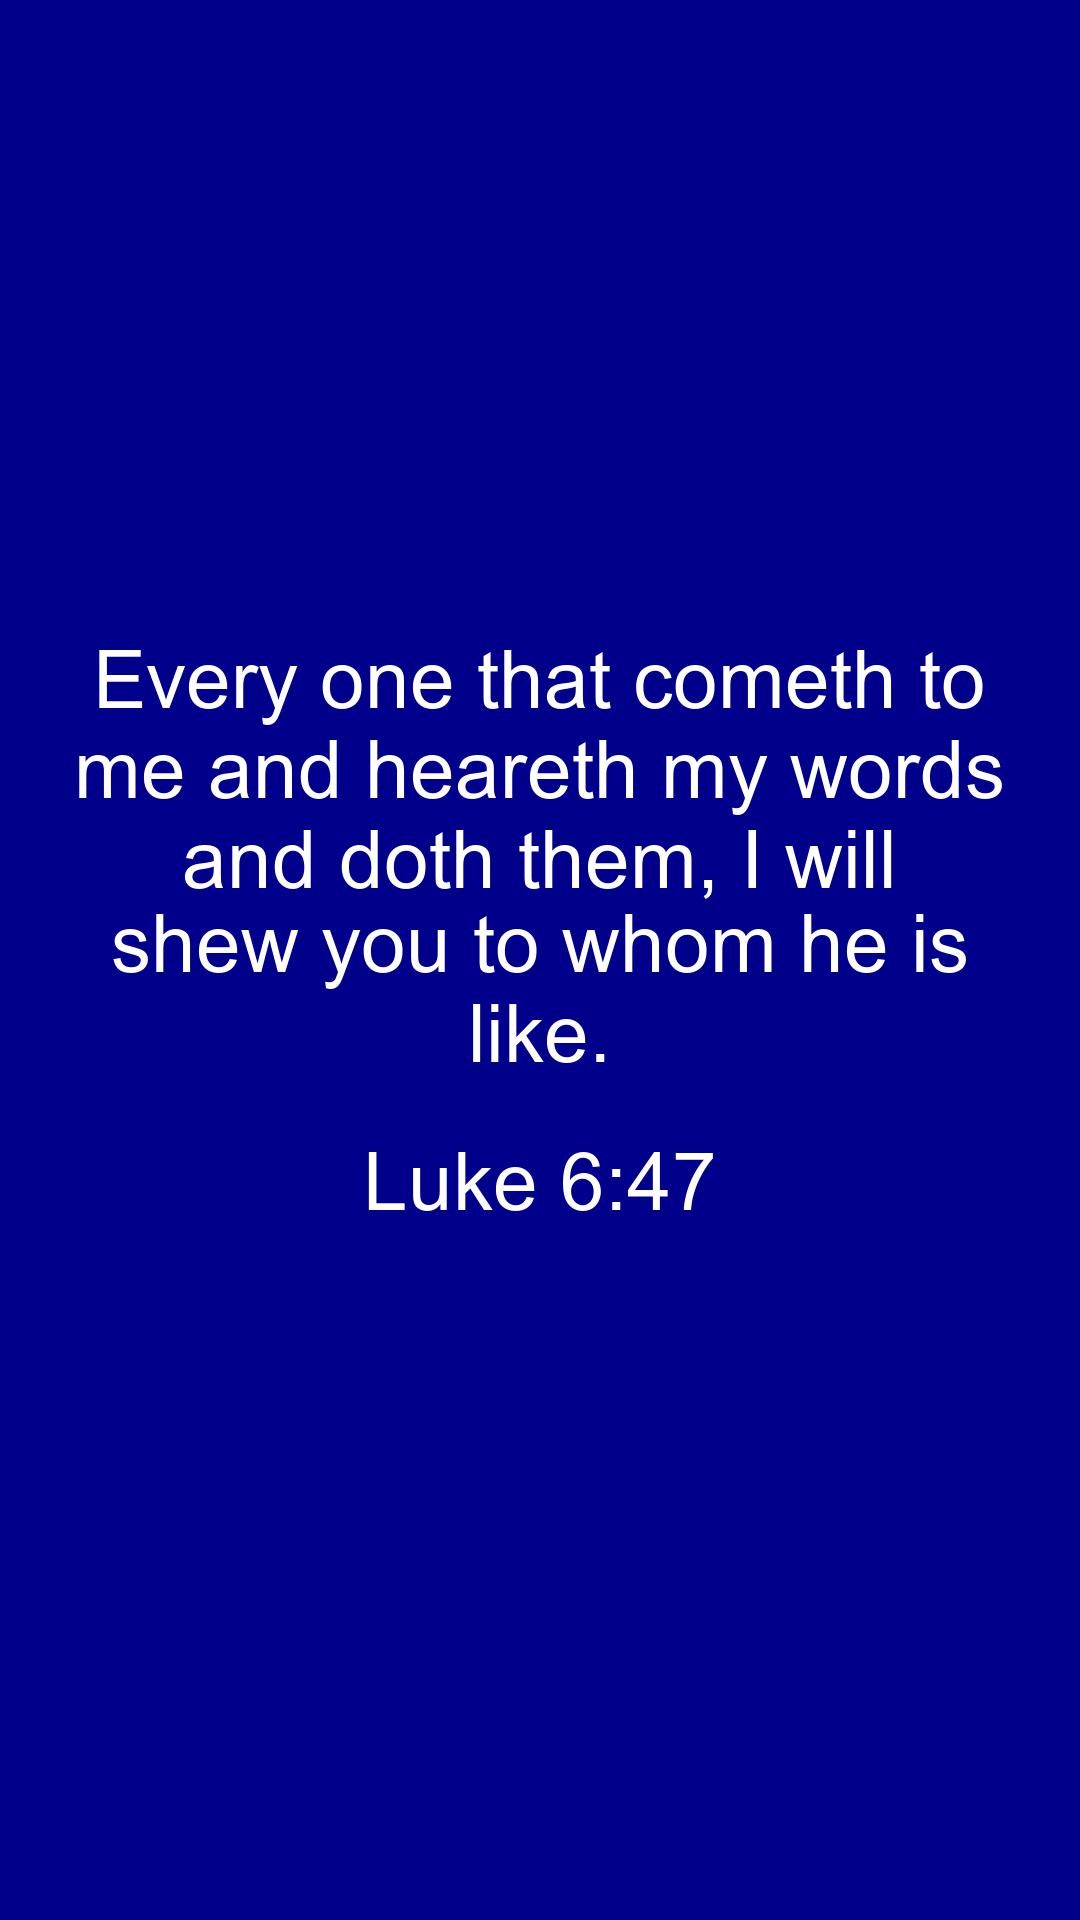 Every one that cometh to
me and heareth my words
and doth them, I will
shew you to whom he is
like.
Luke 6:47